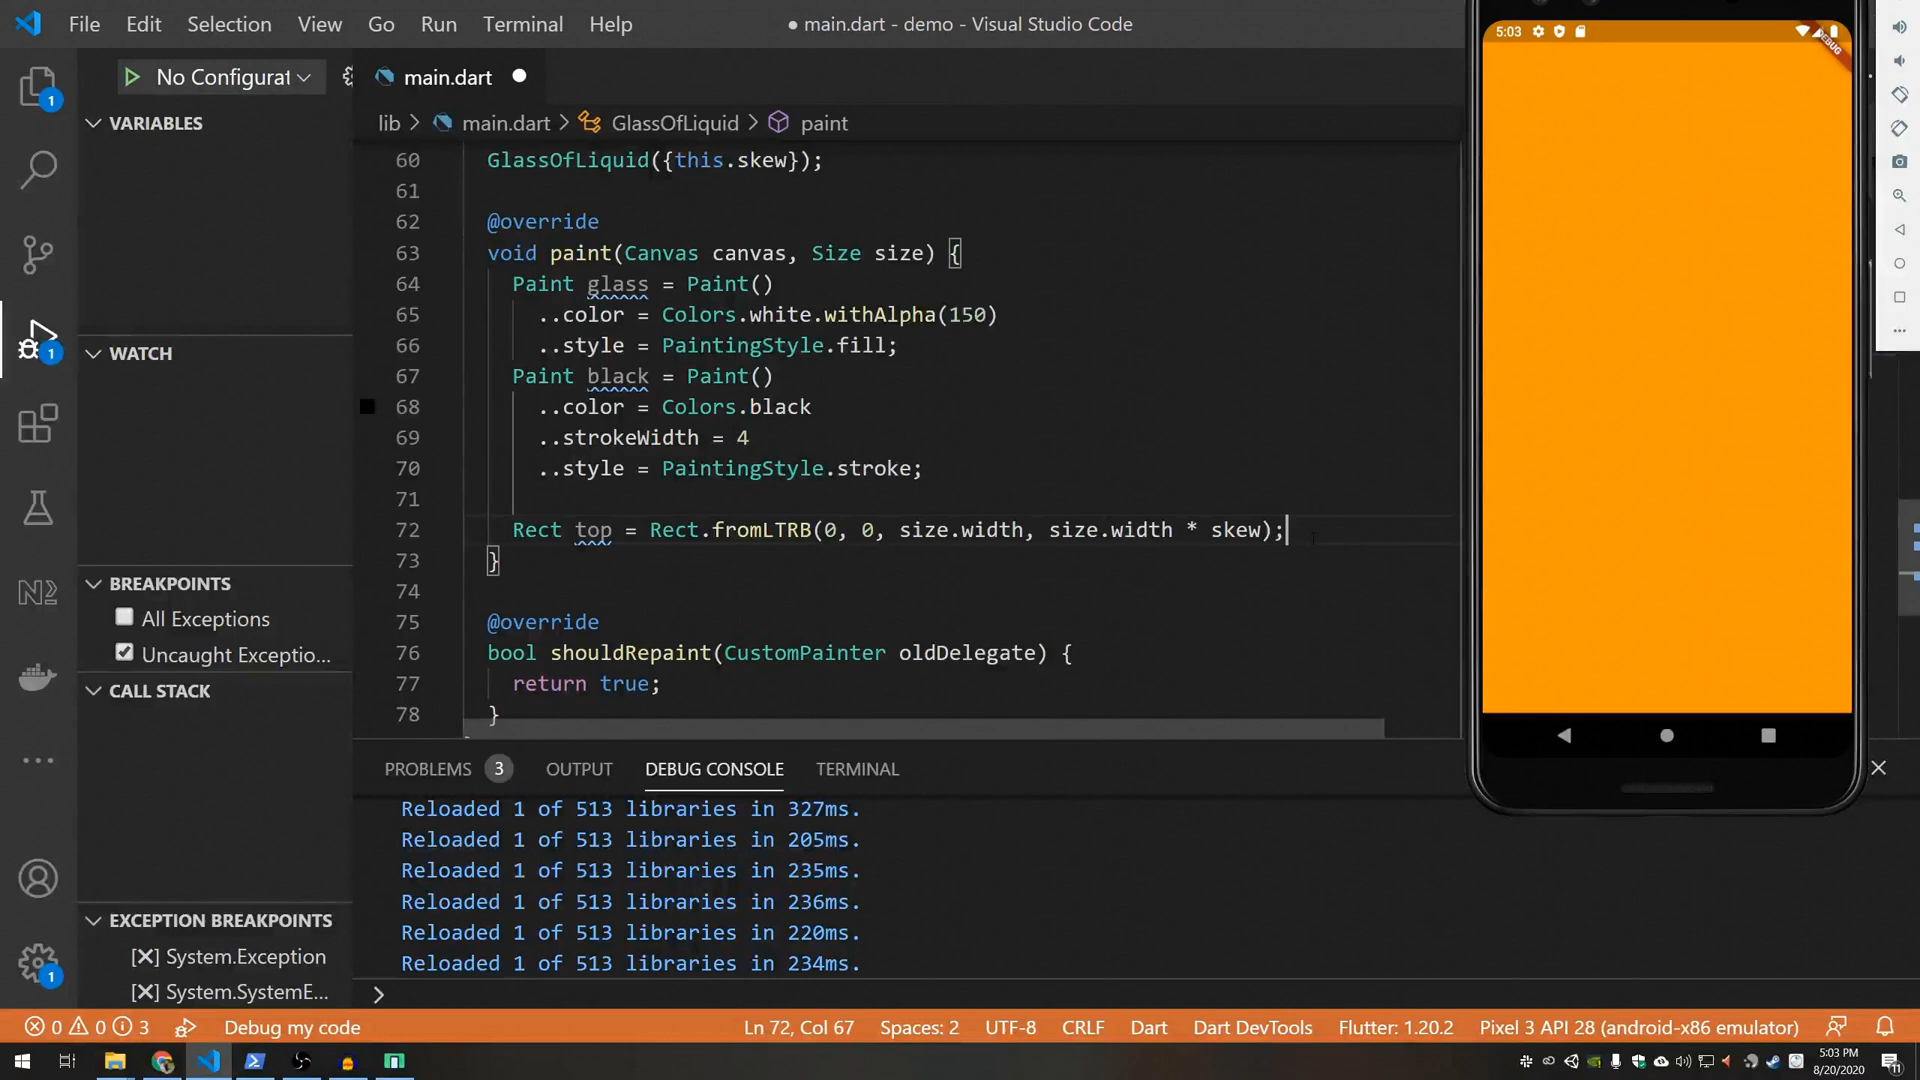 File Edit Selection View Go Run Terminal Help
● main.dart - demo - Visual Studio Code
No Configurat
main.dart
lib > main.dart > GlassOfLiquid > paint
VARIABLES
WATCH
BREAKPOINTS
All Exceptions
Uncaught Exceptio...
CALL STACK
EXCEPTION BREAKPOINTS
System.Exception
System.SystemE...
60 GlassOfLiquid({this.skew});
61
62 @override
63 void paint(Canvas canvas, Size size) {
64 Paint glass = Paint()
65 ..color = Colors.white.withAlpha(150)
66 ..style = PaintingStyle.fill;
67 Paint black = Paint()
68 ..color = Colors.black
69 ..strokeWidth = 4
70 ..style = PaintingStyle.stroke;
71
72 Rect top = Rect.fromLTRB(0, 0, size.width, size.width * skew);
73 }
74
75 @override
76 bool shouldRepaint(CustomPainter oldDelegate) {
77 return true;
78 }
PROBLEMS 3 OUTPUT DEBUG CONSOLE TERMINAL
Reloaded 1 of 513 libraries in 327ms.
Reloaded 1 of 513 libraries in 205ms.
Reloaded 1 of 513 libraries in 235ms.
Reloaded 1 of 513 libraries in 236ms.
Reloaded 1 of 513 libraries in 220ms.
Reloaded 1 of 513 libraries in 234ms.
>
5:03
DEBUG
1
1
1
0 0 3 Debug my code Ln 72, Col 67 Spaces: 2 UTF-8 CRLF Dart Dart DevTools Flutter: 1.20.2 Pixel 3 API 28 (android-x86 emulator)
5:03 PM
8/20/2020
11